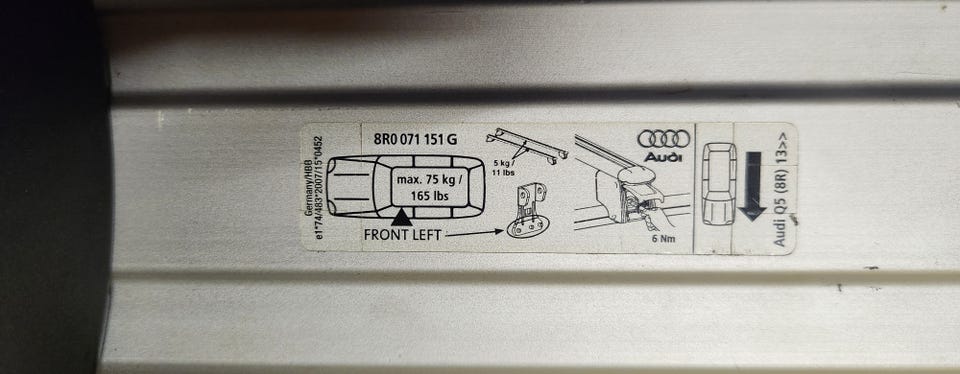 Germany/HBB
e1*74/483*2007/15*0452
8R0 071 151 G
max. 75 kg /
165 lbs
FRONT LEFT
5 kg /
11 lbs
6 Nm
Audi
Audi Q5 (8R) 13>>